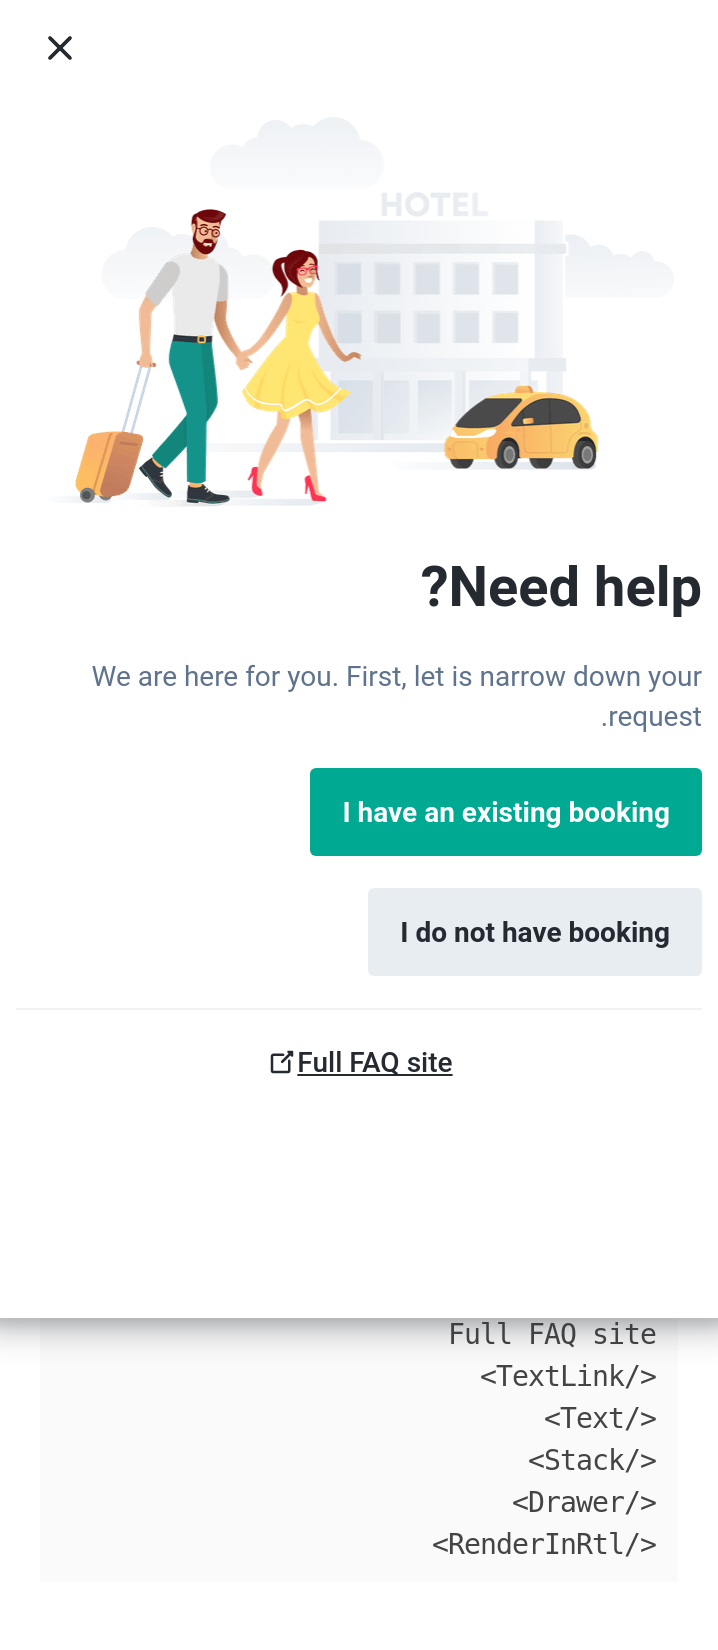 HOTEL
?Need help
We are here for you. First, let is narrow down your
.request
I have an existing booking
I do not have booking
Full FAQ site
Full FAQ site
<TextLink/>
<Text/>
<Stack/>
<Drawer/>
<RenderInRtl/>